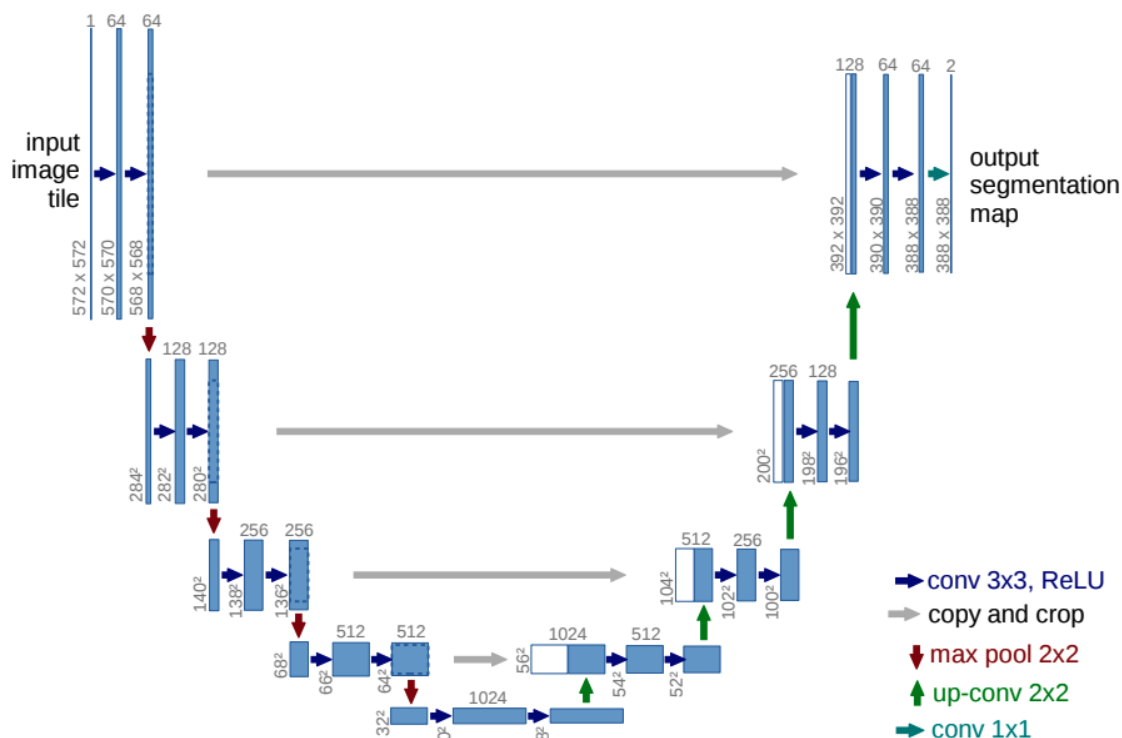 1 64 64
128 64 64 2
input
image
tile
output
segmentation
map
572 x 572
570 x 570
568 x 568
392 x 392
390 x 390
388 x 388
388 x 388
128 128
256 128
284²
282²
280²
200²
198²
196²
256 256
512 256
140²
138²
136²
104²
102²
100²
512 512
1024 512
68²
66²
64²
56²
54²
52²
1024
32²
conv 3x3, ReLU
copy and crop
max pool 2x2
up-conv 2x2
conv 1x1